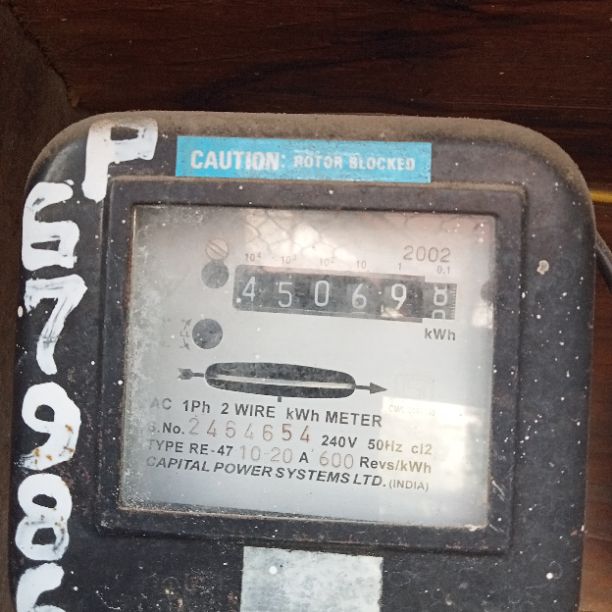 CAUTION: ROTOR BLOCKED
P
2002
10⁴ 10³ 10² 10 1 0.1
45069 8
kWh
AC 1Ph 2 WIRE kWh METER
S.No. 2464654 240V 50Hz cl2
TYPE RE-47 10-20 A 600 Revs/kWh
CAPITAL POWER SYSTEMS LTD. (INDIA)